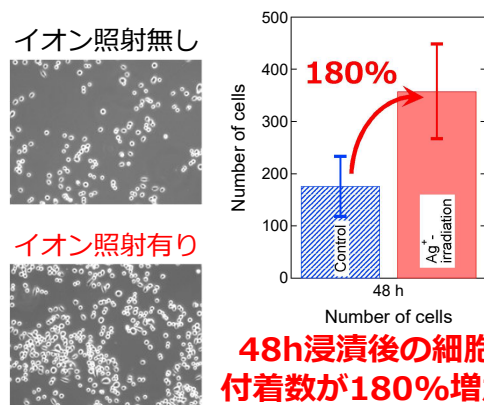 イオン照射無し
イオン照射有り
Number of cells
500
400
300
200
100
0
180%
Control
Ag⁺-
irradiation
48 h
Number of cells
48h浸漬後の細胞
付着数が180%増